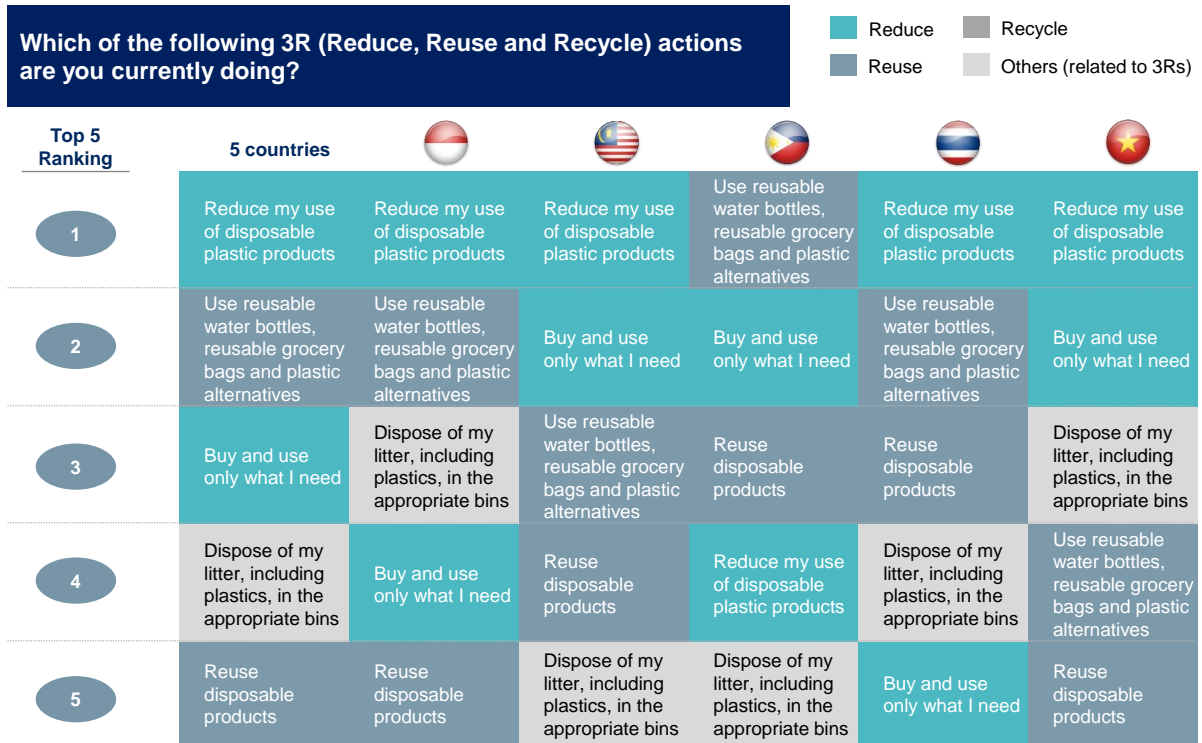 Which of the following 3R (Reduce, Reuse and Recycle) actions
are you currently doing?
Reduce
Recycle
Reuse
Others (related to 3Rs)
Top 5
Ranking
5 countries
1
Reduce my use
of disposable
plastic products
Reduce my use
of disposable
plastic products
Reduce my use
of disposable
plastic products
Use reusable
water bottles,
reusable grocery
bags and plastic
alternatives
Reduce my use
of disposable
plastic products
Reduce my use
of disposable
plastic products
2
Use reusable
water bottles,
reusable grocery
bags and plastic
alternatives
Use reusable
water bottles,
reusable grocery
bags and plastic
alternatives
Buy and use
only what I need
Buy and use
only what I need
Use reusable
water bottles,
reusable grocery
bags and plastic
alternatives
Buy and use
only what I need
3
Buy and use
only what I need
Dispose of my
litter, including
plastics, in the
appropriate bins
Use reusable
water bottles,
reusable grocery
bags and plastic
alternatives
Reuse
disposable
products
Reuse
disposable
products
Dispose of my
litter, including
plastics, in the
appropriate bins
4
Dispose of my
litter, including
plastics, in the
appropriate bins
Buy and use
only what I need
Reuse
disposable
products
Reduce my use
of disposable
plastic products
Dispose of my
litter, including
plastics, in the
appropriate bins
Use reusable
water bottles,
reusable grocery
bags and plastic
alternatives
5
Reuse
disposable
products
Reuse
disposable
products
Dispose of my
litter, including
plastics, in the
appropriate bins
Dispose of my
litter, including
plastics, in the
appropriate bins
Buy and use
only what I need
Reuse
disposable
products